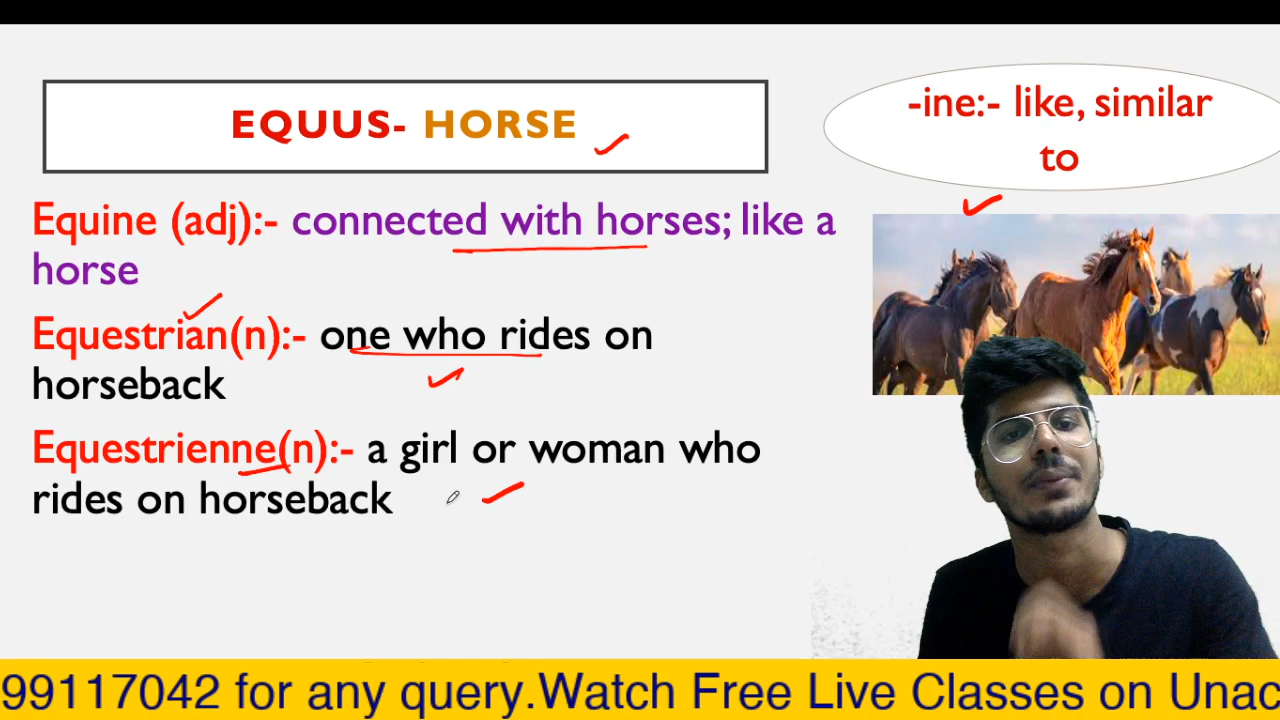 EQUUS- HORSE
-ine:- like, similar
to
Equine (adj):- connected with horses; like a
horse
Equestrian(n):- one who rides on
horseback
Equestrienne(n):- a girl or woman who
rides on horseback
99117042 for any query.Watch Free Live Classes on Unac